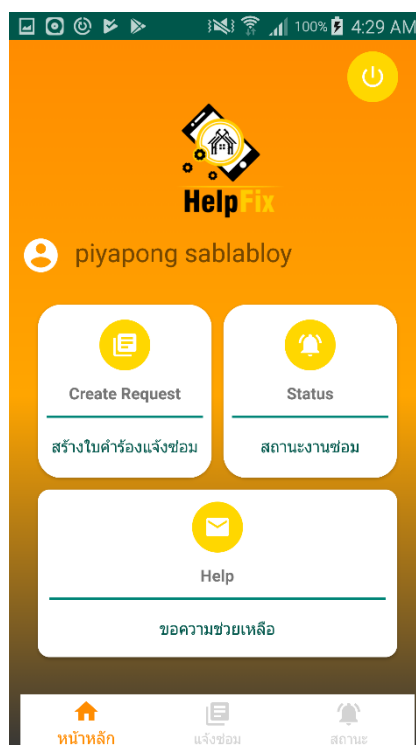 100% 4:29 AM
HelpFix
piyapong sablabloy
Create Request
สร้างใบคำร้องแจ้งซ่อม
Status
สถานะงานซ่อม
Help
ขอความช่วยเหลือ
หน้าหลัก
แจ้งซ่อม
สถานะ